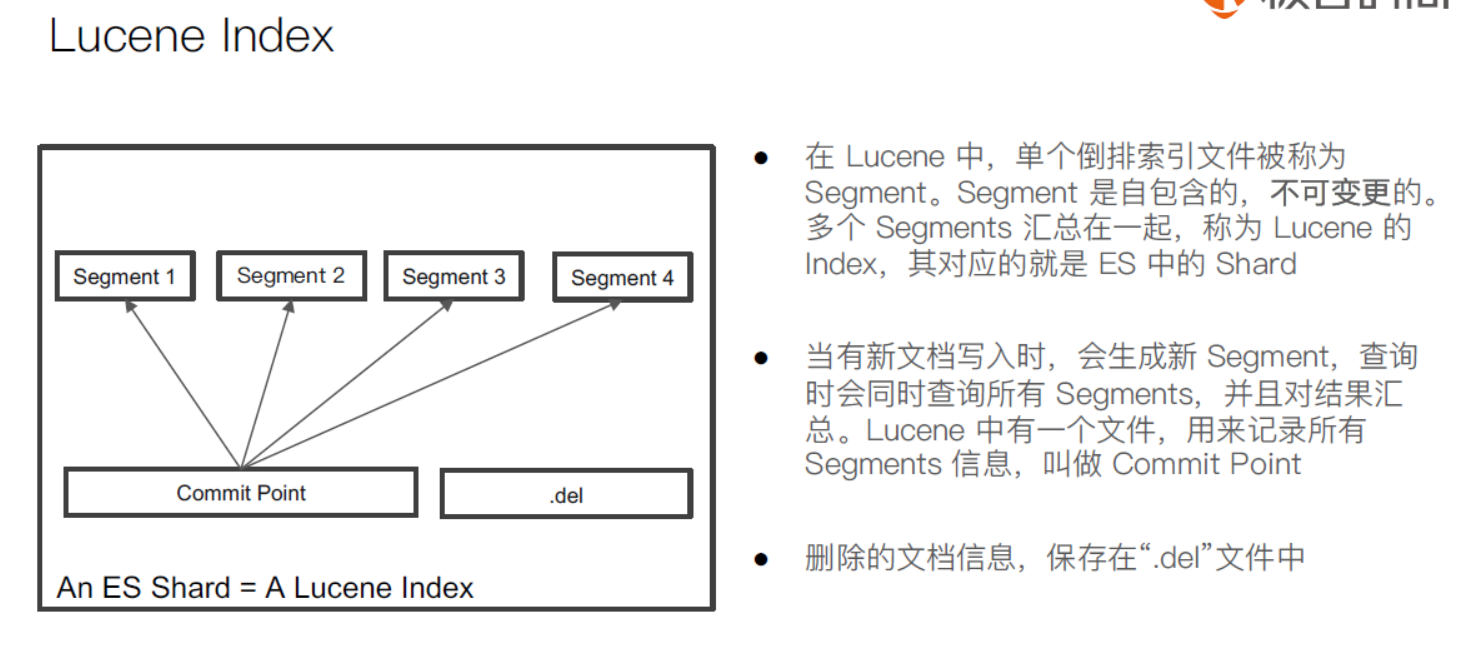 Lucene Index
Segment 1
Segment 2
Segment 3
Segment 4
Commit Point
.del
An ES Shard = A Lucene Index
● 在 Lucene 中，单个倒排索引文件被称为
Segment。Segment 是自包含的，不可变更的。
多个 Segments 汇总在一起，称为 Lucene 的
Index，其对应的就是 ES 中的 Shard
● 当有新文档写入时，会生成新 Segment，查询
时会同时查询所有 Segments，并且对结果汇
总。Lucene 中有一个文件，用来记录所有
Segments 信息，叫做 Commit Point
● 删除的文档信息，保存在“.del”文件中